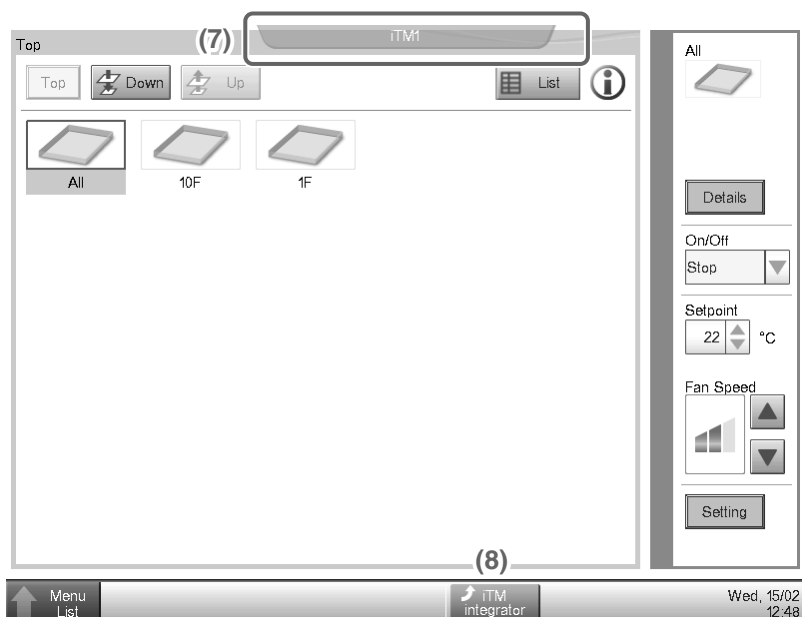 (7)
iTM1
Top
Top
Down
Up
List
All
10F
1F
All
Details
On/Off
Stop
Setpoint
22 °C
Fan Speed
Setting
(8)
Menu
List
iTM
integrator
Wed, 15/02
12:48